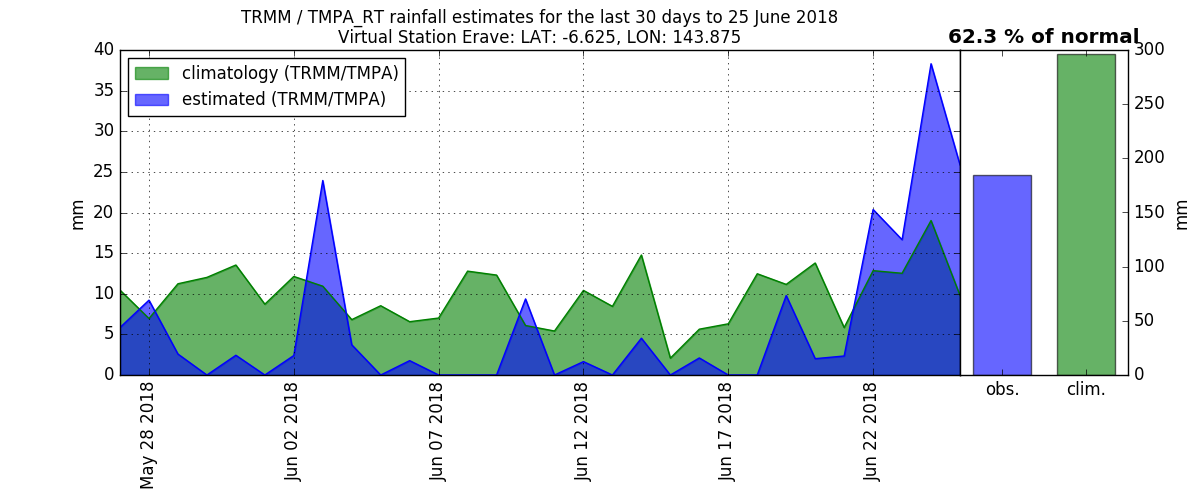 TRMM / TMPA_RT rainfall estimates for the last 30 days to 25 June 2018
Virtual Station Erave: LAT: -6.625, LON: 143.875
62.3 % of normal
climatology (TRMM/TMPA)
estimated (TRMM/TMPA)
mm
40
35
30
25
20
15
10
5
0
May 28 2018
Jun 02 2018
Jun 07 2018
Jun 12 2018
Jun 17 2018
Jun 22 2018
300
250
200
150
100
50
0
mm
obs.
clim.